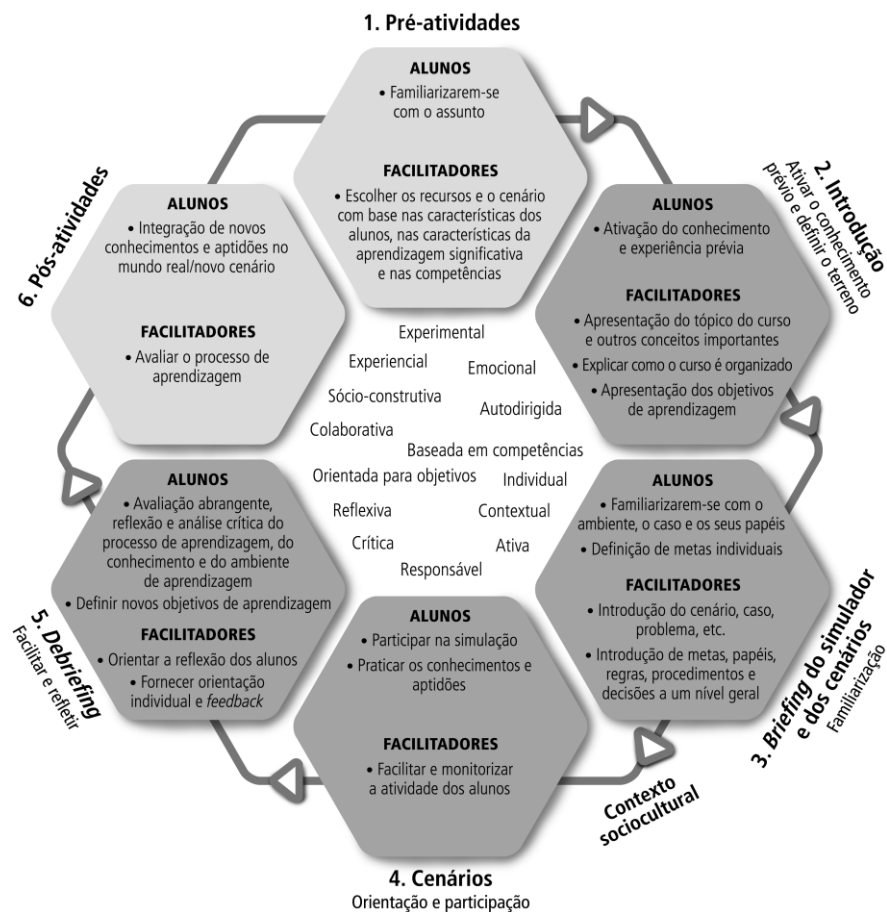 1. Pré-atividades
ALUNOS
• Familiarizarem-se
com o assunto
FACILITADORES
• Escolher os recursos e o cenário
com base nas características dos
alunos, nas características da
aprendizagem significativa
e nas competências
2. Introdução
Ativar o conhecimento
prévio e definir o terreno
ALUNOS
• Ativação do conhecimento
e experiência prévia
FACILITADORES
• Apresentação do tópico do curso
e outros conceitos importantes
• Explicar como o curso é organizado
• Apresentação dos objetivos
de aprendizagem
3. Briefing do simulador
e dos cenários
Familiarização
ALUNOS
• Familiarizarem-se com o
ambiente, o caso e os seus papéis
• Definição de metas individuais
FACILITADORES
• Introdução do cenário, caso,
problema, etc.
• Introdução de metas, papéis,
regras, procedimentos e
decisões a um nível geral
Contexto
sociocultural
4. Cenários
Orientação e participação
ALUNOS
• Participar na simulação
• Praticar os conhecimentos e
aptidões
FACILITADORES
• Facilitar e monitorizar
a atividade dos alunos
5. Debriefing
Facilitar e refletir
ALUNOS
• Avaliação abrangente,
reflexão e análise crítica do
processo de aprendizagem, do
conhecimento e do ambiente
de aprendizagem
• Definir novos objetivos de aprendizagem
FACILITADORES
• Orientar a reflexão dos alunos
• Fornecer orientação
individual e feedback
6. Pós-atividades
ALUNOS
• Integração de novos
conhecimentos e aptidões no
mundo real/novo cenário
FACILITADORES
• Avaliar o processo de
aprendizagem
Experimental
Experiencial
Emocional
Sócio-construtiva
Autodirigida
Colaborativa
Baseada em competências
Orientada para objetivos
Individual
Reflexiva
Contextual
Crítica
Ativa
Responsável